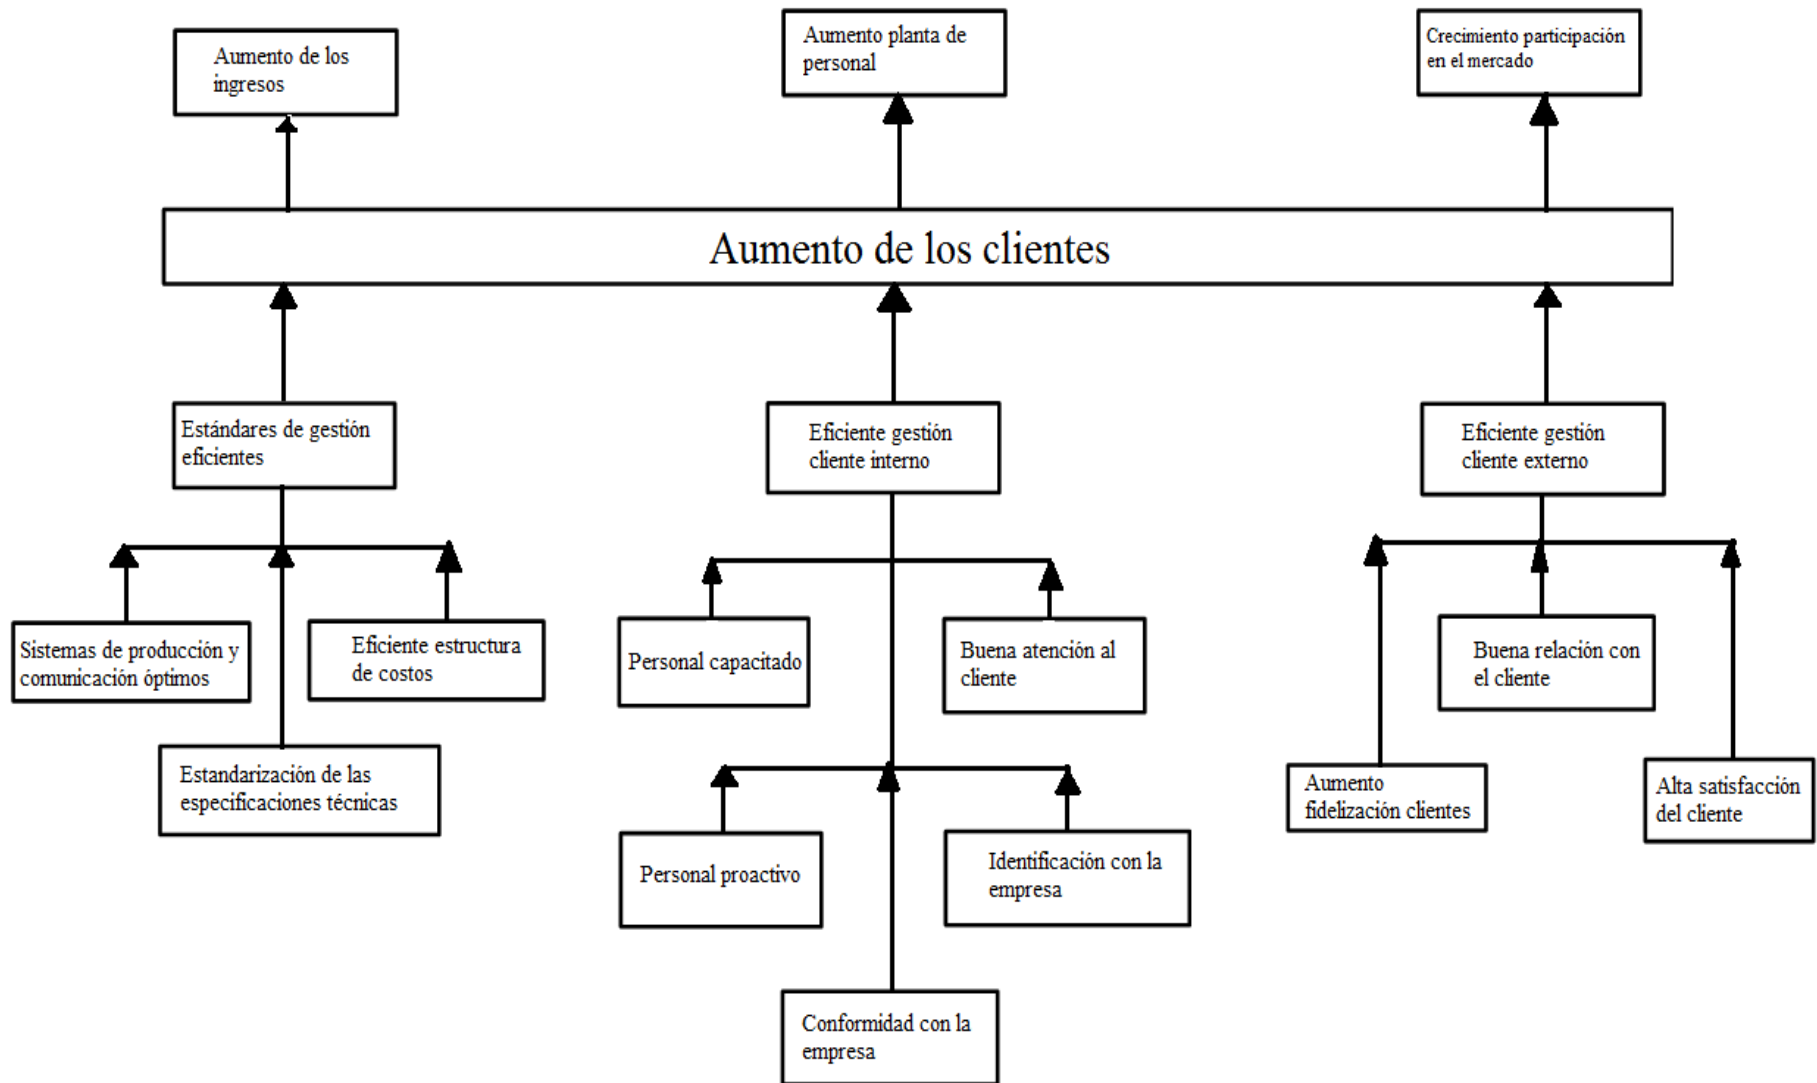 Aumento de los
ingresos
Aumento planta de
personal
Crecimiento participación
en el mercado
Aumento de los clientes
Estándares de gestión
eficientes
Eficiente gestión
cliente interno
Eficiente gestión
cliente externo
Sistemas de producción y
comunicación óptimos
Eficiente estructura
de costos
Estandarización de las
especificaciones técnicas
Personal capacitado
Buena atención al
cliente
Personal proactivo
Identificación con la
empresa
Conformidad con la
empresa
Buena relación con
el cliente
Aumento
fidelización clientes
Alta satisfacción
del cliente